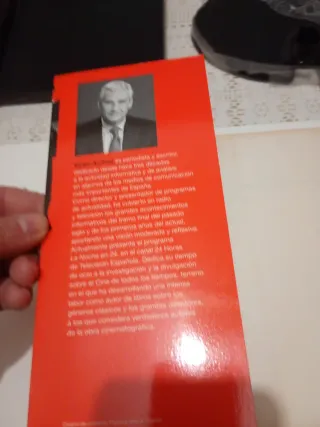 es periodista y escritor,
dedicado desde hace tres décadas
a la actividad informativa y de análisis
en algunos de los medios de comunicación
más importantes de España.
Como director y presentador de programas
de actualidad, ha cubierto en radio
y televisión los grandes acontecimientos
informativos del tramo final del pasado
siglo y de los primeros años del actual,
aportando una visión moderada y reflexiva.
Actualmente presenta el programa
La Noche en 24, en el canal 24 Horas
de Televisión Española. Dedica su tiempo
de ocio a la investigación y la divulgación
sobre el Cine de todos los tiempos, terreno
en el que ha desarrollado una intensa
labor como autor de libros sobre los
géneros clásicos y los grandes creadores,
a los que considera verdaderos autores
de la obra cinematográfica.